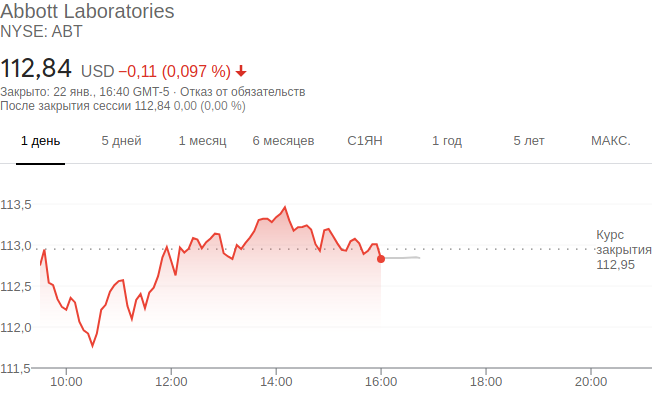 Abbott Laboratories
NYSE: ABT
112,84 USD −0,11 (0,097 %)
Закрыто: 22 янв., 16:40 GMT-5 · Отказ от обязательств
После закрытия сессии 112,84 0,00 (0,00 %)
1 день 5 дней 1 месяц 6 месяцев С1ЯН 1 год 5 лет МАКС.
113,5
113,0
112,5
112,0
111,5
Курс
закрытия
112,95
10:00 12:00 14:00 16:00 18:00 20:00